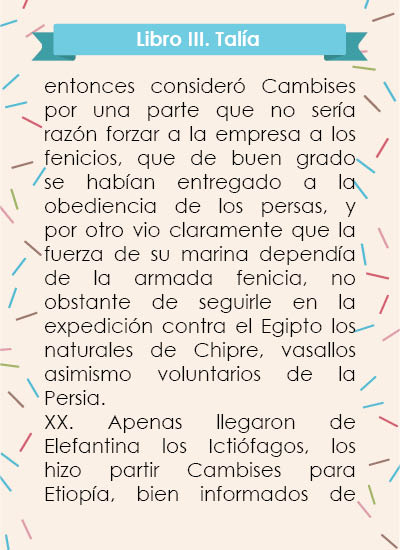 Libro III. Talía
entonces consideró Cambises
por una parte que no sería
razón forzar a la empresa a los
fenicios, que de buen grado
se habían entregado a la
obediencia de los persas, y
por otro vio claramente que la
fuerza de su marina dependía
de la armada fenicia, no
obstante de seguirle en la
expedición contra el Egipto los
naturales de Chipre, vasallos
asimismo voluntarios de la
Persia.
XX. Apenas llegaron de
Elefantina los Ictiófagos, los
hizo partir Cambises para
Etiopía, bien informados de